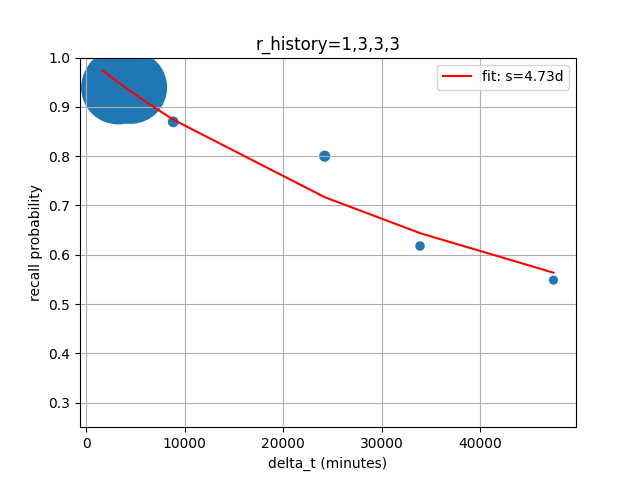 r_history=1,3,3,3
fit: s=4.73d
1.0
0.9
0.8
0.7
0.6
0.5
0.4
0.3
recall probability
0 10000 20000 30000 40000
delta_t (minutes)